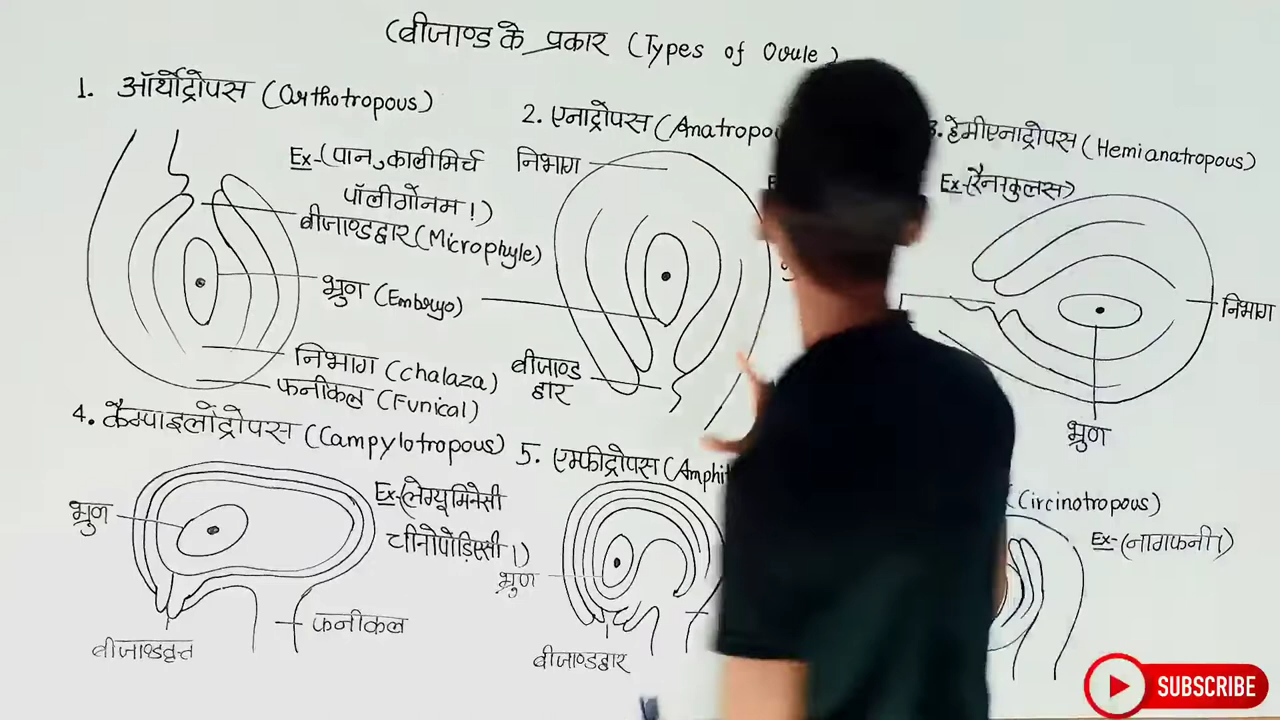 (बीजाण्ड के प्रकार (Types of Ovule)
1. ऑर्थोट्रोपस (Orthotropous)
Ex-(पान, कालीमिर्च
पॉलीगोनम।)
बीजाण्डद्वार (Microphyle)
भ्रुण (Embryo)
निभाग (chalaza)
फनीकल (Funical)
2. एनाट्रोपस (Anatropou
निभाग
बीजाण्ड
द्वार
3. हेमीएनाट्रोपस (Hemianatropous)
Ex-(रैननकुलस)
निभाग
भ्रुण
4. कैम्पाइलोट्रोपस (Campylotropous)
Ex-(लेग्यूमिनेसी
चीनोपोडिएसी।)
भ्रुण
फनीकल
बीजाण्डवृत्त
5. एम्फीट्रोपस (Amphit
भ्रुण
बीजाण्डद्वार
(Circinotropous)
Ex-(नागफनी।)
SUBSCRIBE